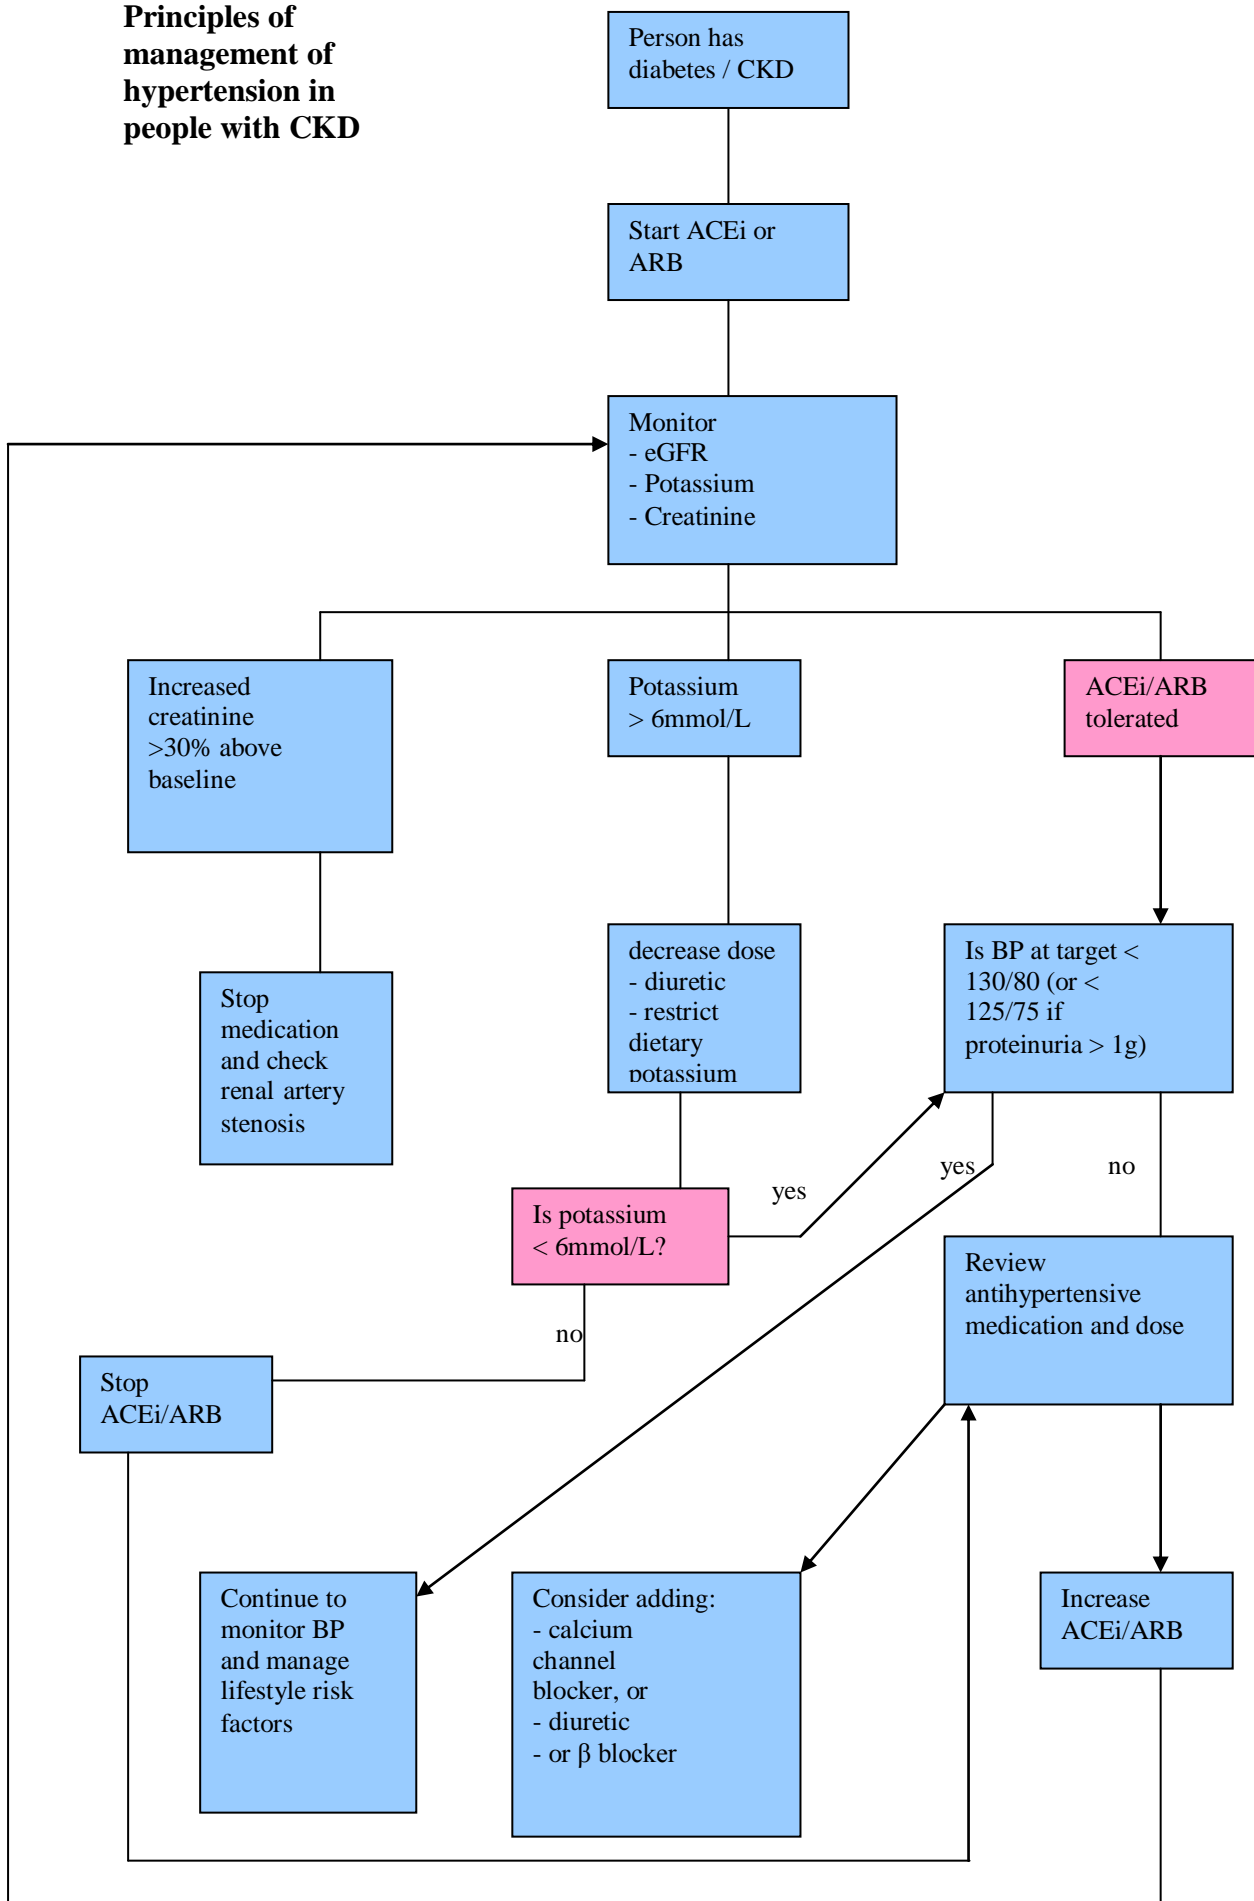 Principles of
management of
hypertension in
people with CKD
Person has
diabetes / CKD
Start ACEi or
ARB
Monitor
- eGFR
- Potassium
- Creatinine
Increased
creatinine
>30% above
baseline
Potassium
> 6mmol/L
ACEi/ARB
tolerated
Stop
medication
and check
renal artery
stenosis
decrease dose
- diuretic
- restrict
dietary
potassium
Is BP at target <
130/80 (or <
125/75 if
proteinuria > 1g)
Is potassium
< 6mmol/L?
yes
yes
no
no
Review
antihypertensive
medication and dose
Stop
ACEi/ARB
Continue to
monitor BP
and manage
lifestyle risk
factors
Consider adding:
- calcium
channel
blocker, or
- diuretic
- or β blocker
Increase
ACEi/ARB